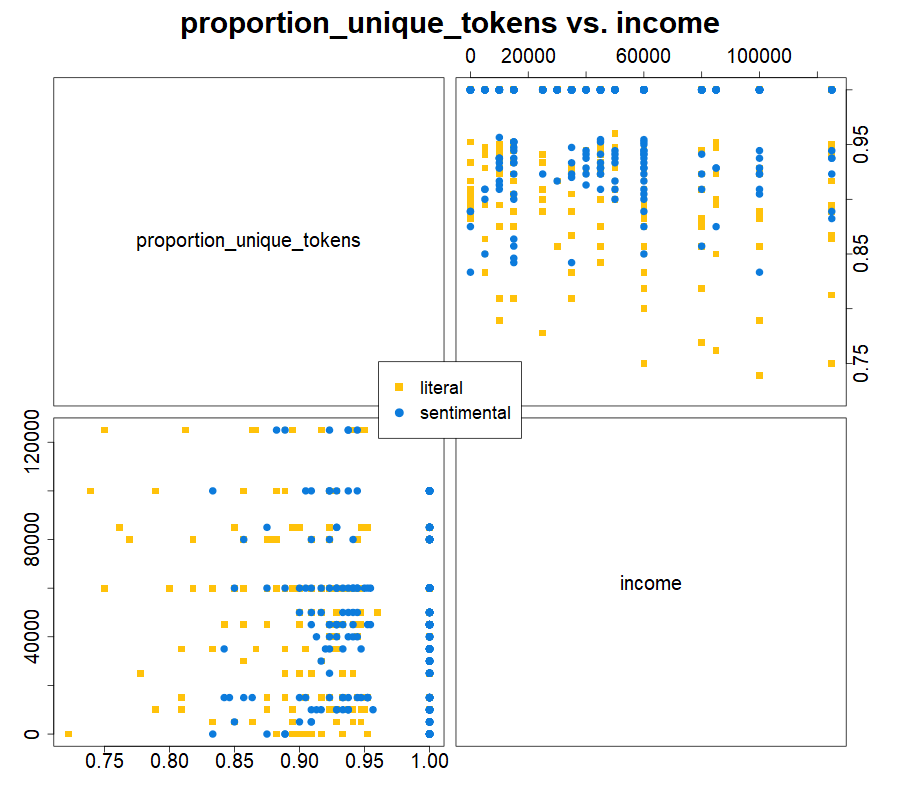 proportion_unique_tokens vs. income
0 20000 60000 100000
proportion_unique_tokens
0.95
0.85
0.75
literal
sentimental
120000
80000
40000
0
income
0.75 0.80 0.85 0.90 0.95 1.00